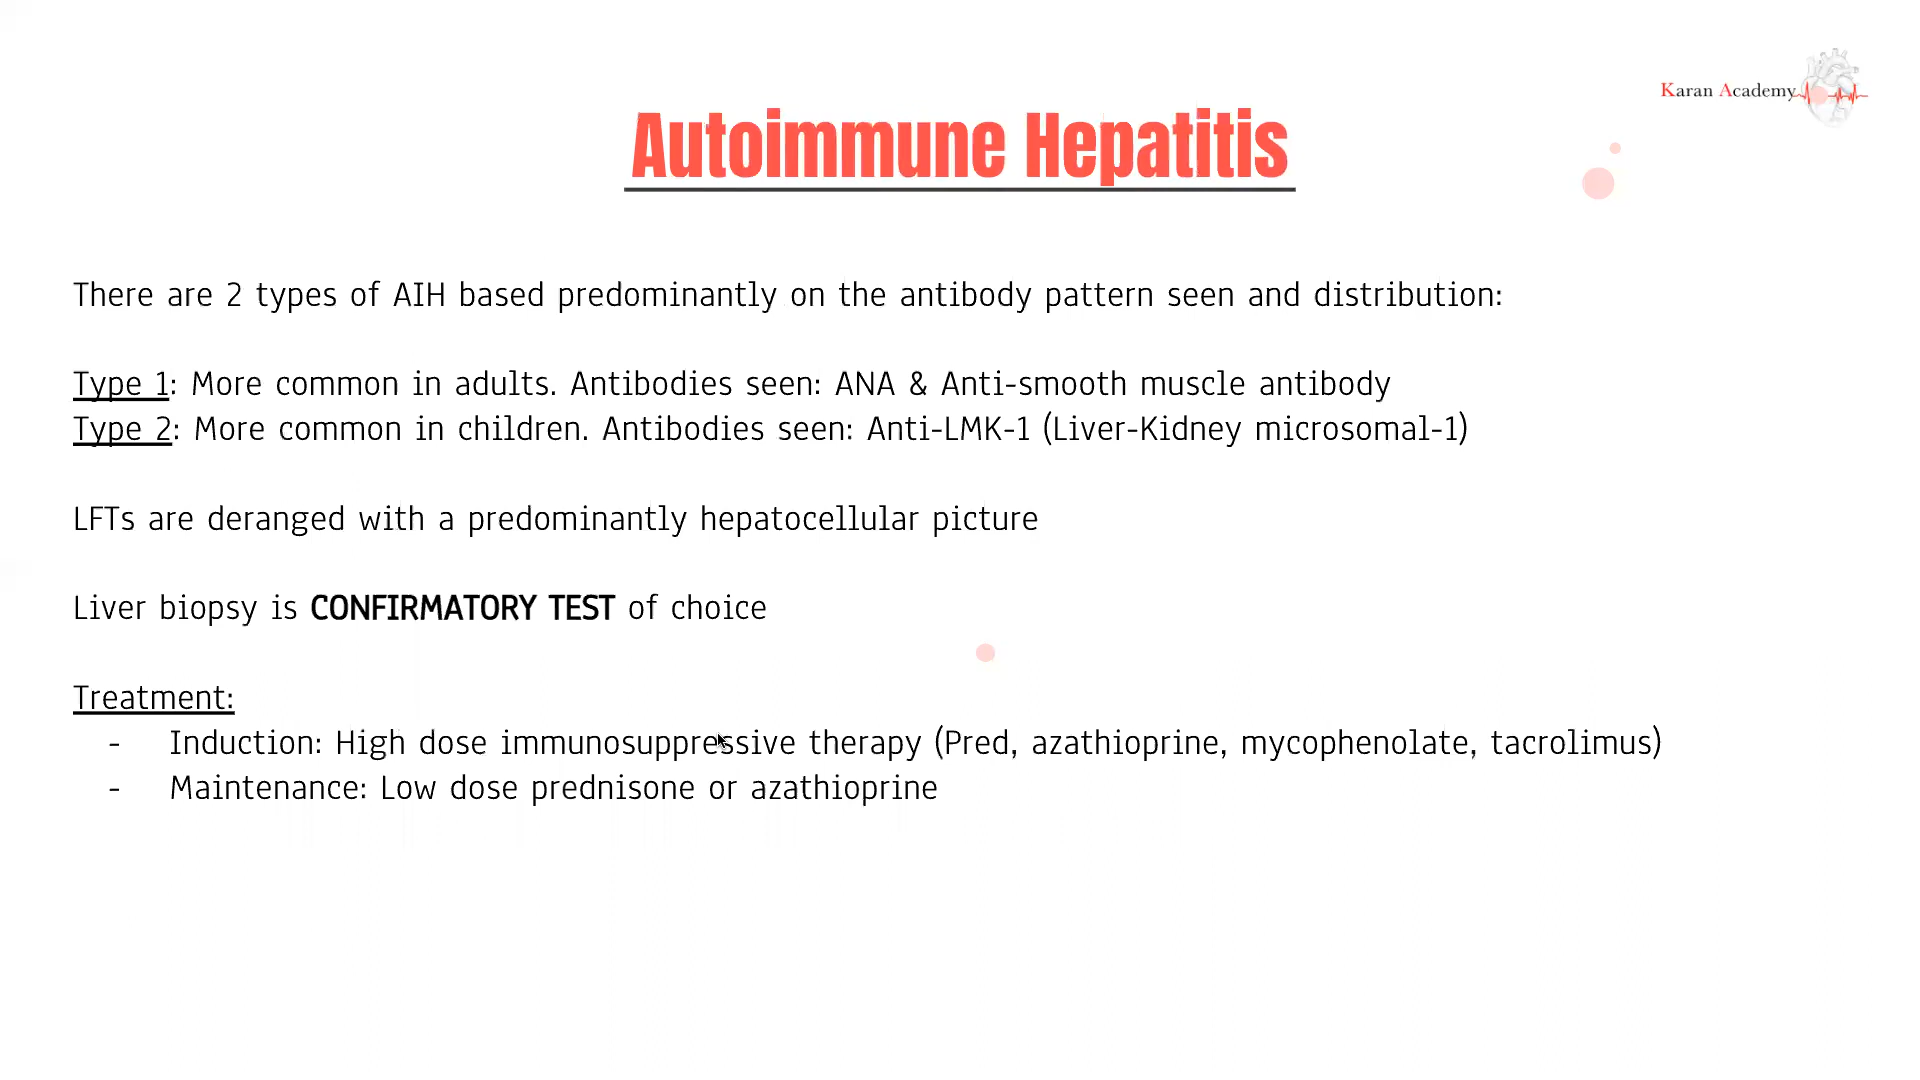 Karan Academy
Autoimmune Hepatitis
There are 2 types of AIH based predominantly on the antibody pattern seen and distribution:
Type 1: More common in adults. Antibodies seen: ANA & Anti-smooth muscle antibody
Type 2: More common in children. Antibodies seen: Anti-LMK-1 (Liver-Kidney microsomal-1)
LFTs are deranged with a predominantly hepatocellular picture
Liver biopsy is CONFIRMATORY TEST of choice
Treatment:
- Induction: High dose immunosuppressive therapy (Pred, azathioprine, mycophenolate, tacrolimus)
- Maintenance: Low dose prednisone or azathioprine